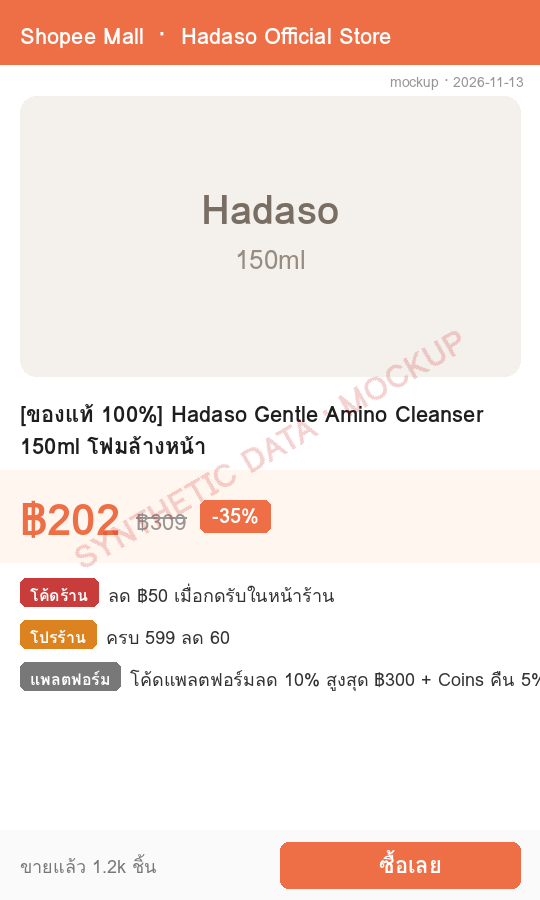 Shopee Mall · Hadaso Official Store
mockup · 2026-11-13
Hadaso
150ml
SYNTHETIC DATA · MOCKUP
[ของแท้ 100%] Hadaso Gentle Amino Cleanser
150ml โฟมล้างหน้า
฿202 ฿309 -35%
โค้ดร้าน ลด ฿50 เมื่อกดรับในหน้าร้าน
โปรร้าน ครบ 599 ลด 60
แพลตฟอร์ม โค้ดแพลตฟอร์มลด 10% สูงสุด ฿300 + Coins คืน 5%
ขายแล้ว 1.2k ชิ้น ซื้อเลย